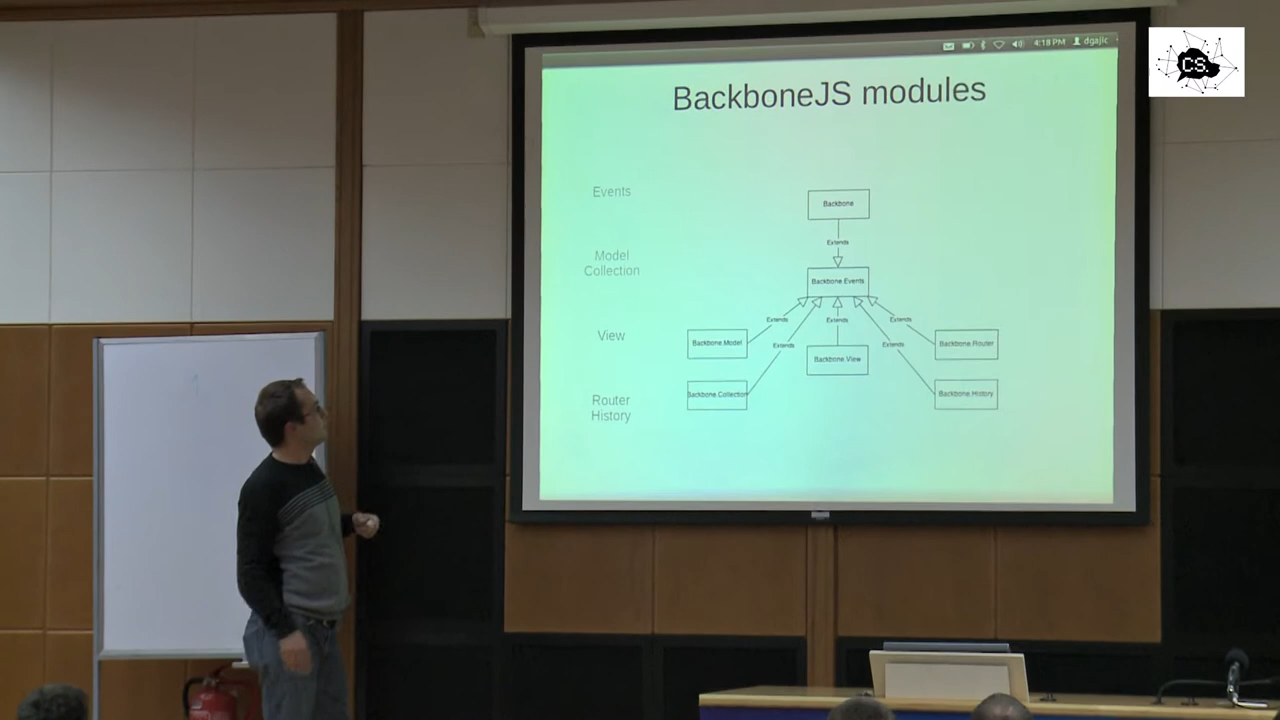 4:18 PM dgajic
C.S.
BackboneJS modules
Events
Model
Collection
View
Router
History
Backbone
Extends
Backbone.Events
Extends
Extends
Extends
Extends
Extends
Backbone.Model
Backbone.View
Backbone.Router
Backbone.Collection
Backbone.History